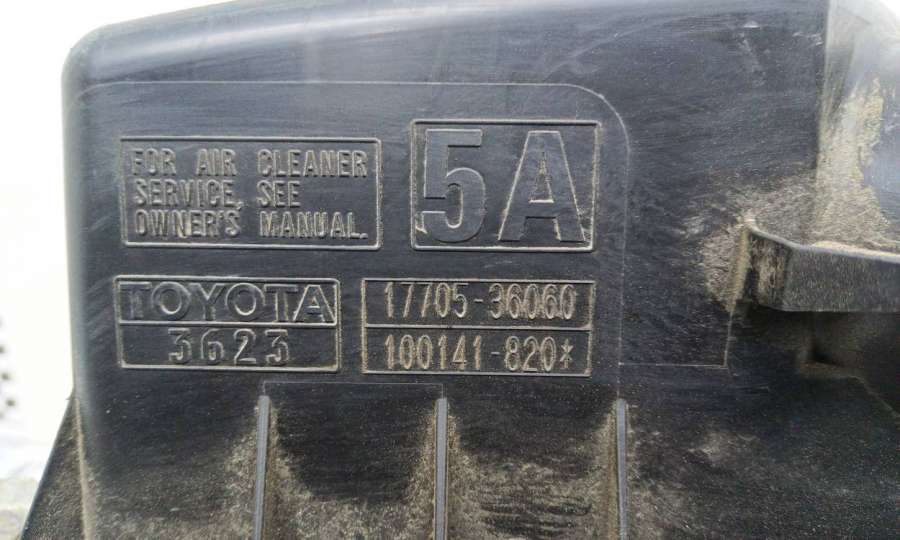 FOR AIR CLEANER
SERVICE, SEE
OWNER'S MANUAL.
5A
TOYOTA
3623
17705-36060
100141-820*